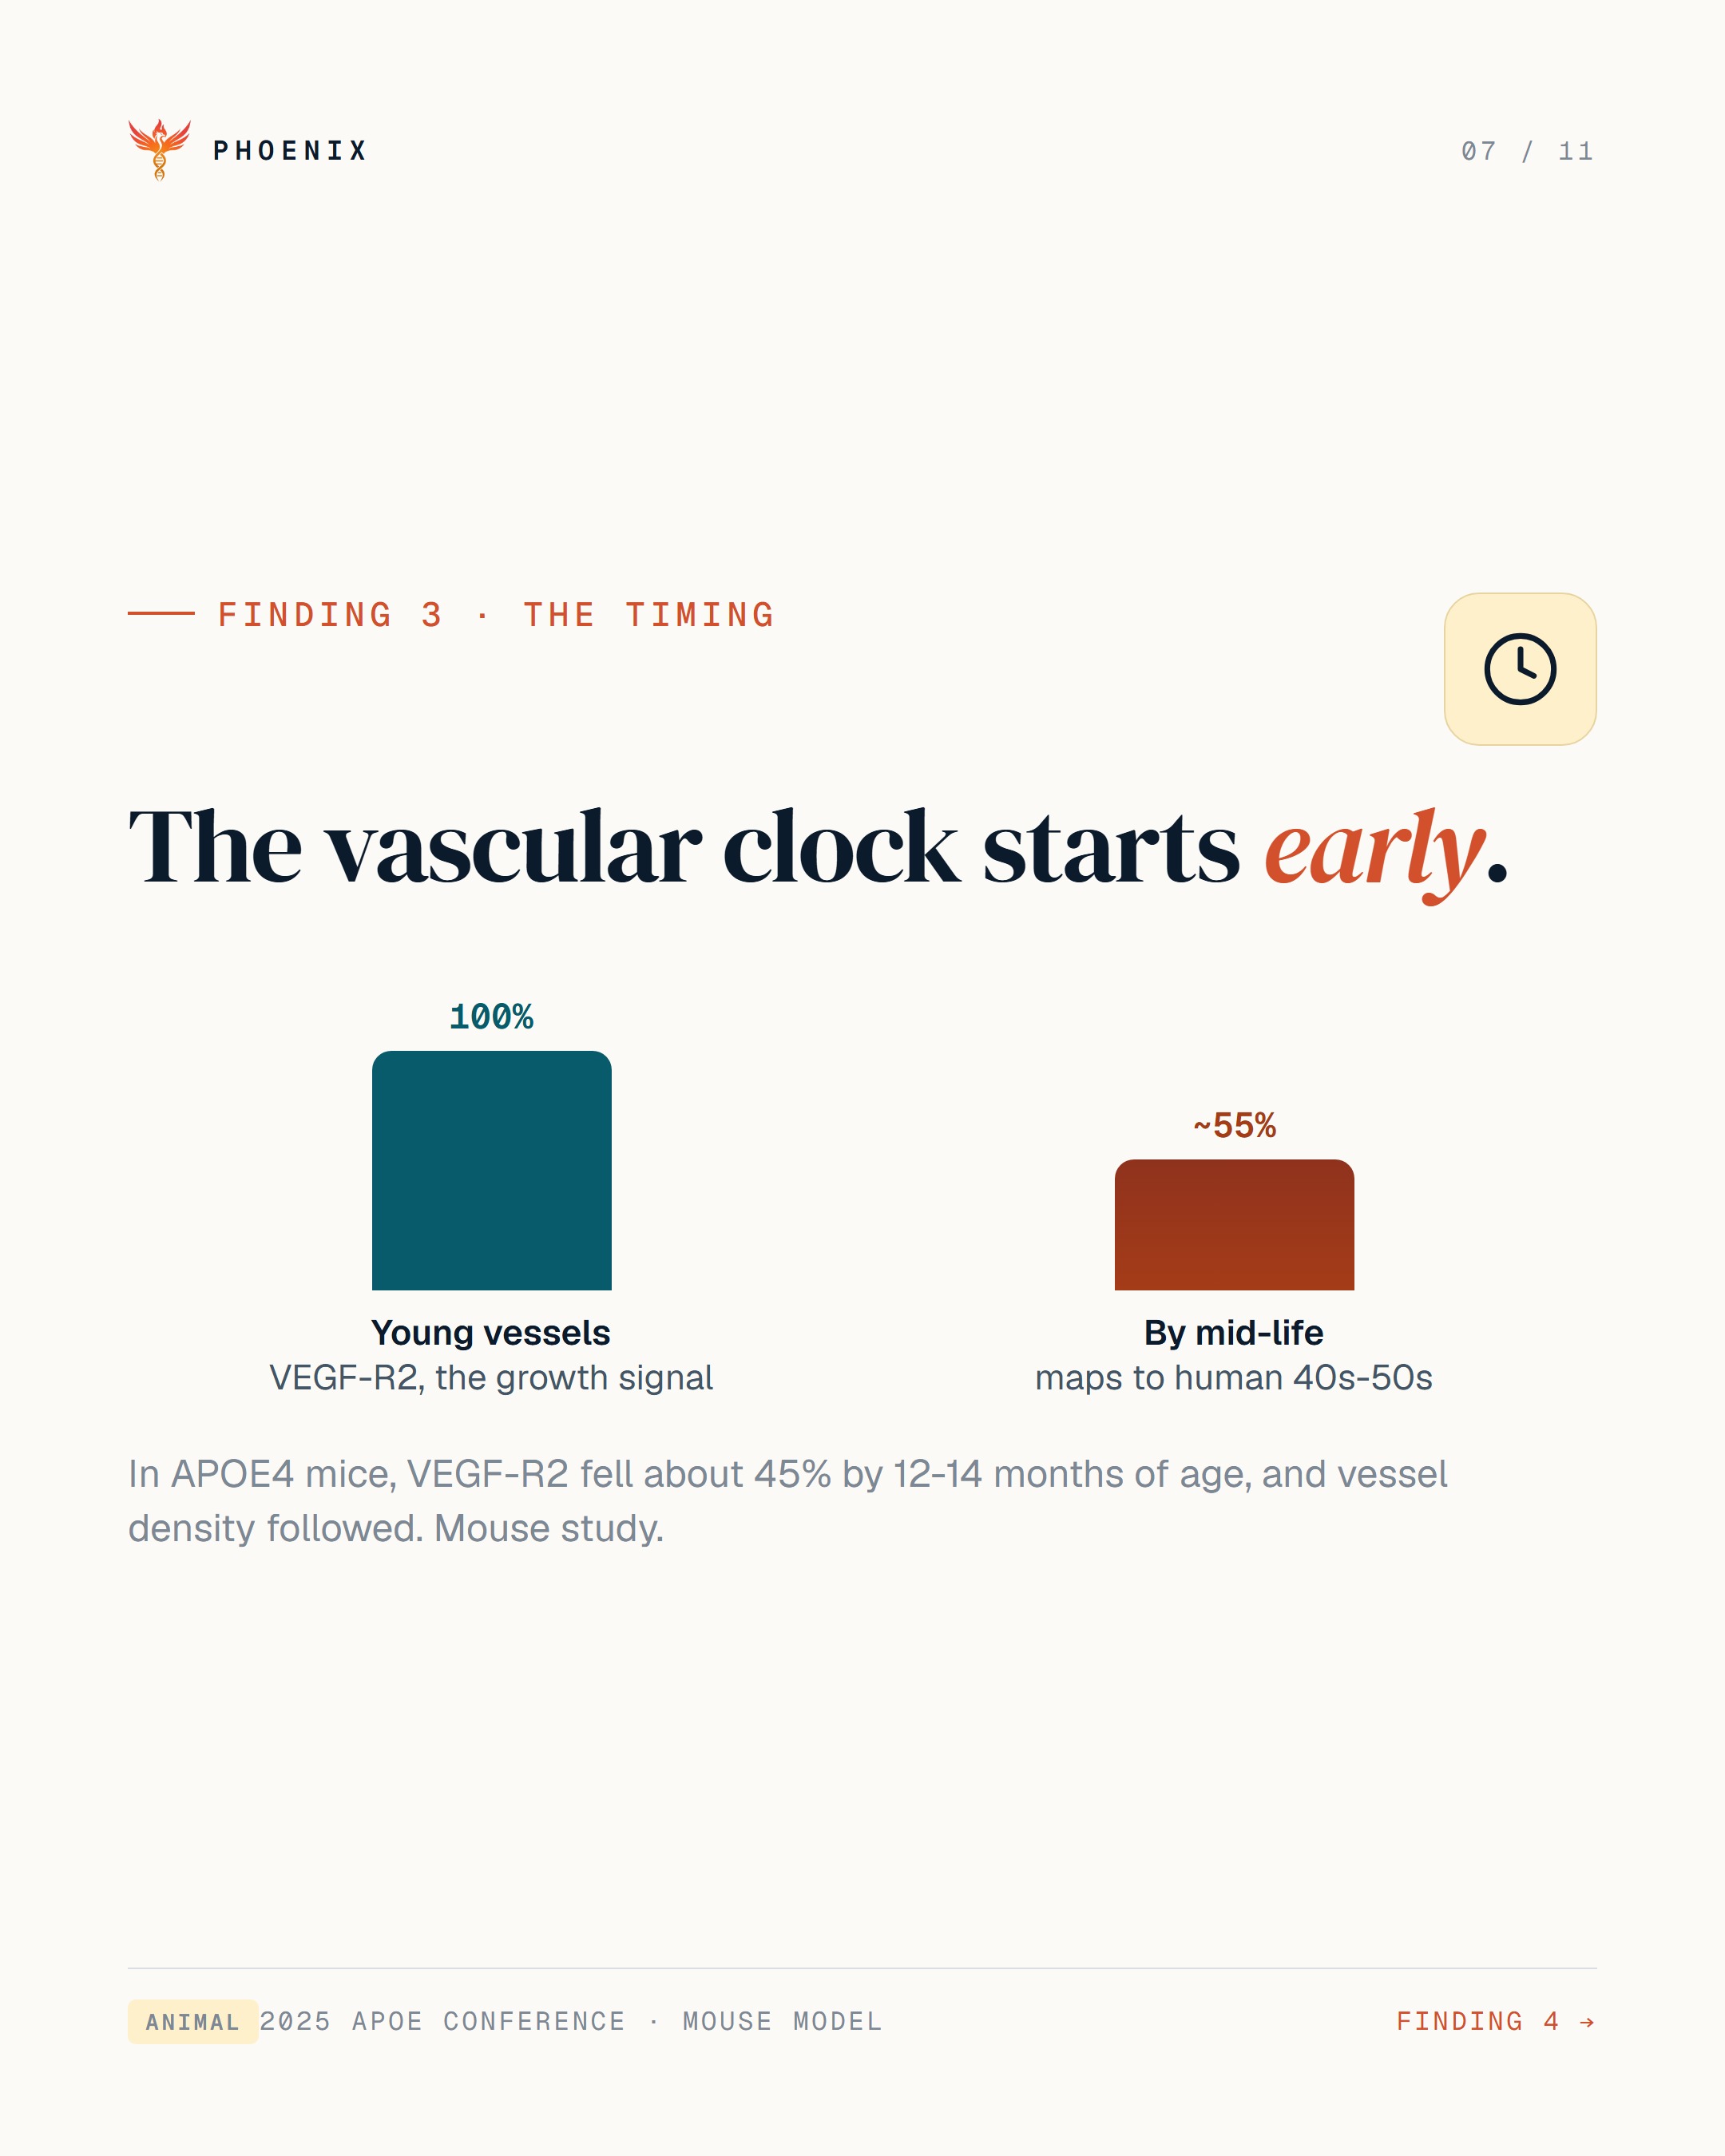 PHOENIX
07 / 11
FINDING 3 · THE TIMING
The vascular clock starts early.
100%
~55%
Young vessels
VEGF-R2, the growth signal
By mid-life
maps to human 40s-50s
In APOE4 mice, VEGF-R2 fell about 45% by 12-14 months of age, and vessel
density followed. Mouse study.
ANIMAL 2025 APOE CONFERENCE · MOUSE MODEL
FINDING 4 →